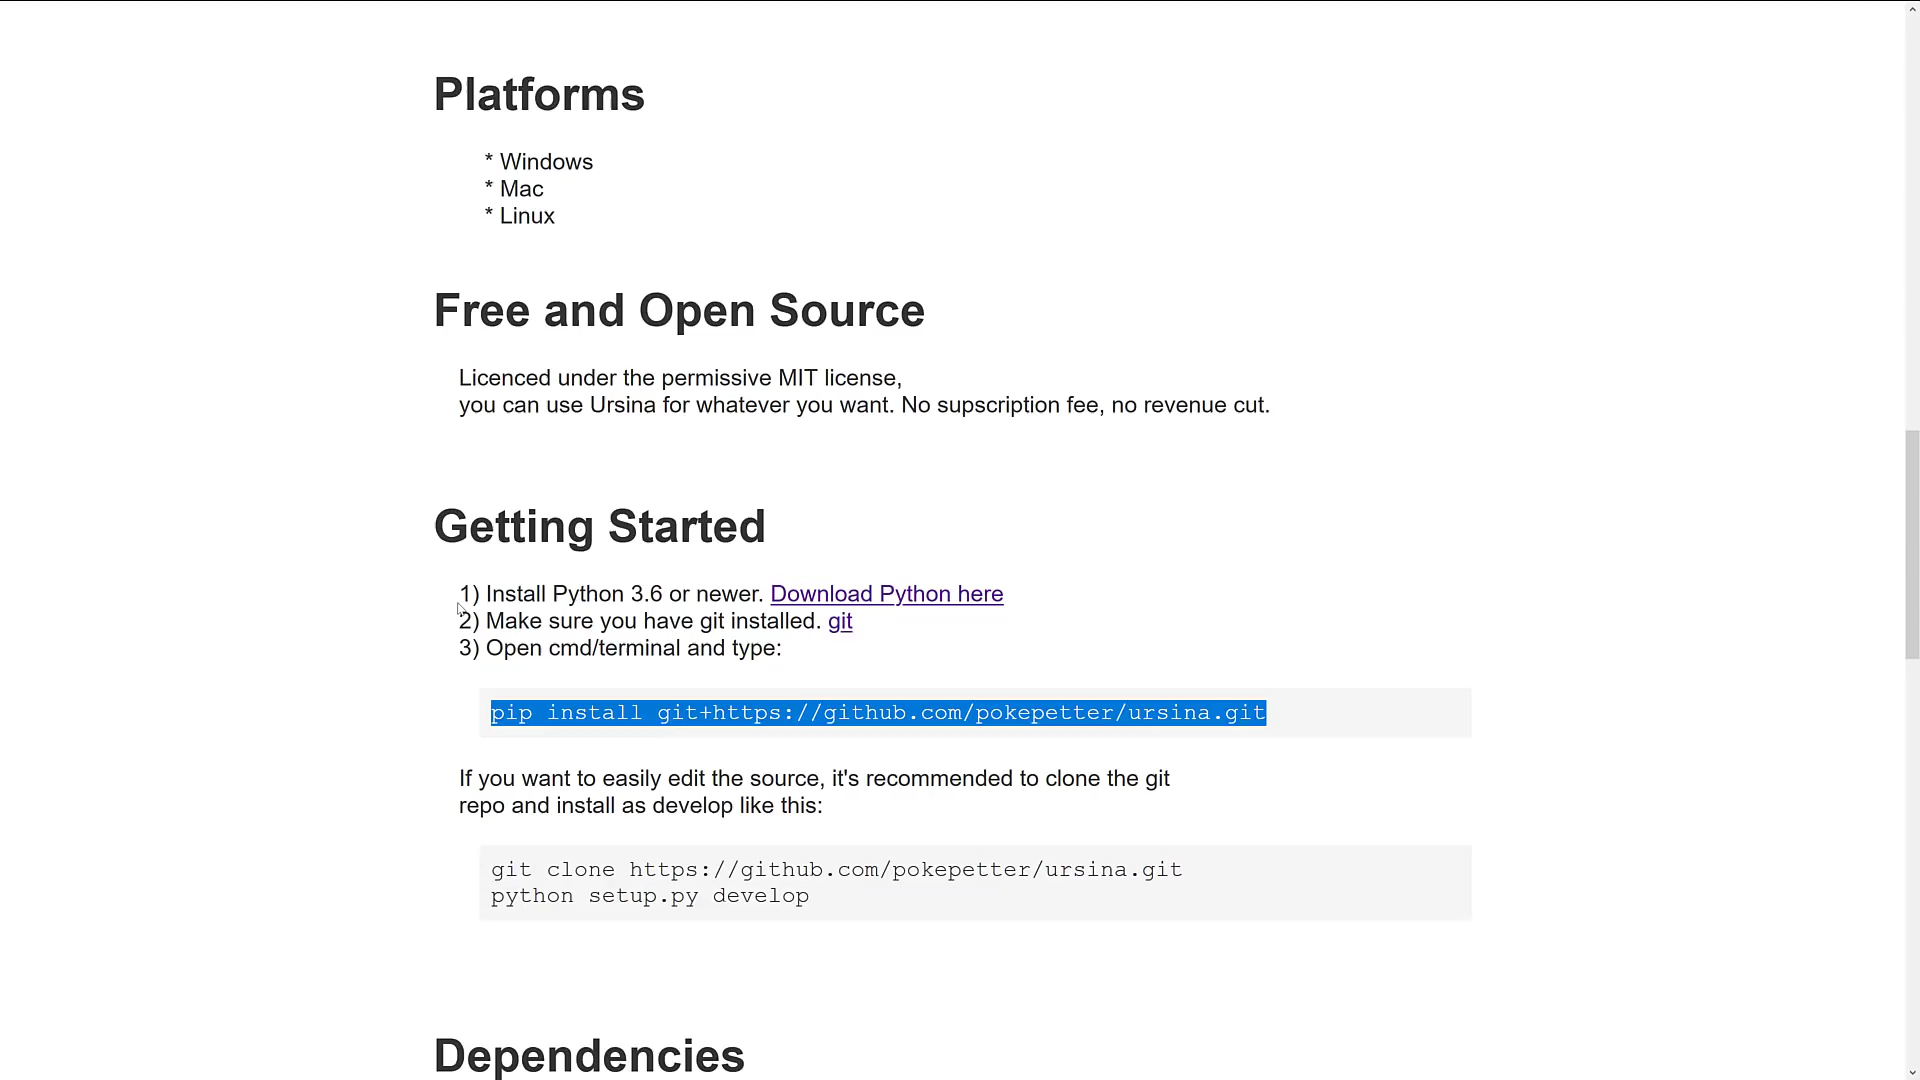 Platforms
* Windows
* Mac
* Linux
Free and Open Source
Licenced under the permissive MIT license,
you can use Ursina for whatever you want. No supscription fee, no revenue cut.
Getting Started
1) Install Python 3.6 or newer. Download Python here
2) Make sure you have git installed. git
3) Open cmd/terminal and type:
pip install git+https://github.com/pokepetter/ursina.git
If you want to easily edit the source, it's recommended to clone the git
repo and install as develop like this:
git clone https://github.com/pokepetter/ursina.git
python setup.py develop
Dependencies